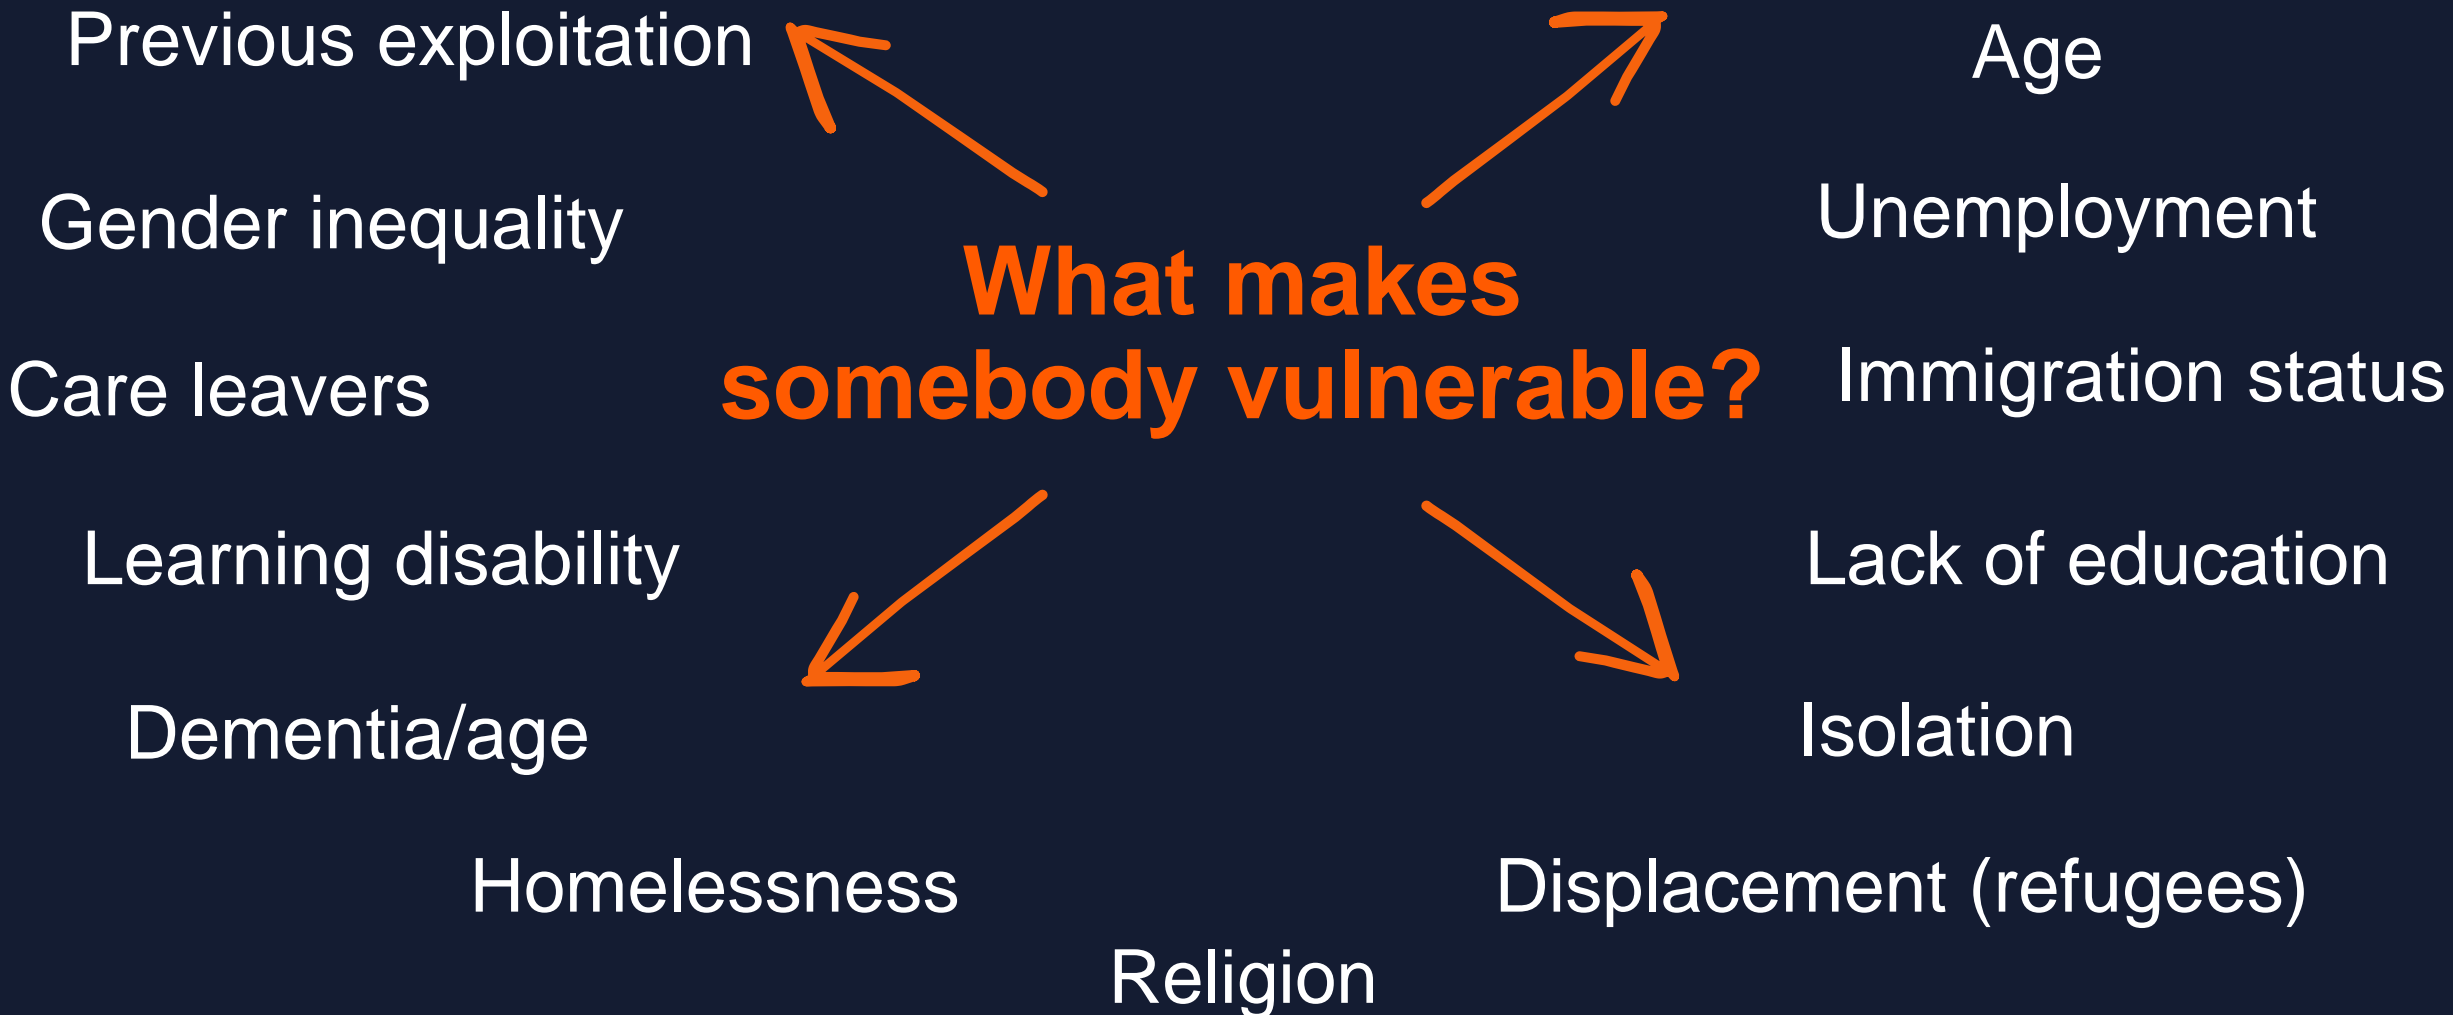 Previous exploitation
Age
Gender inequality
Unemployment
What makes
somebody vulnerable?
Care leavers
Immigration status
Learning disability
Lack of education
Dementia/age
Isolation
Homelessness
Displacement (refugees)
Religion